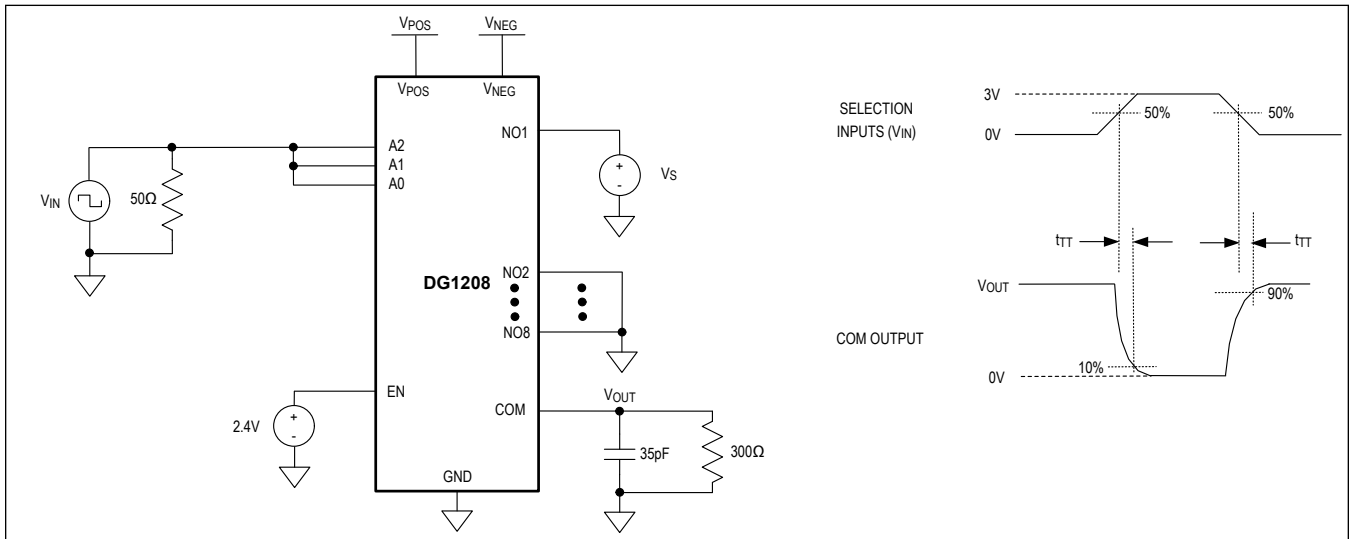 VPOS
VNEG
VPOS
VNEG
NO1
A2
A1
A0
VIN
50Ω
VS
DG1208
NO2
NO8
EN
2.4V
COM
VOUT
35pF
300Ω
GND
SELECTION
INPUTS (VIN)
3V
0V
50%
50%
tTT
tTT
VOUT
90%
COM OUTPUT
10%
0V